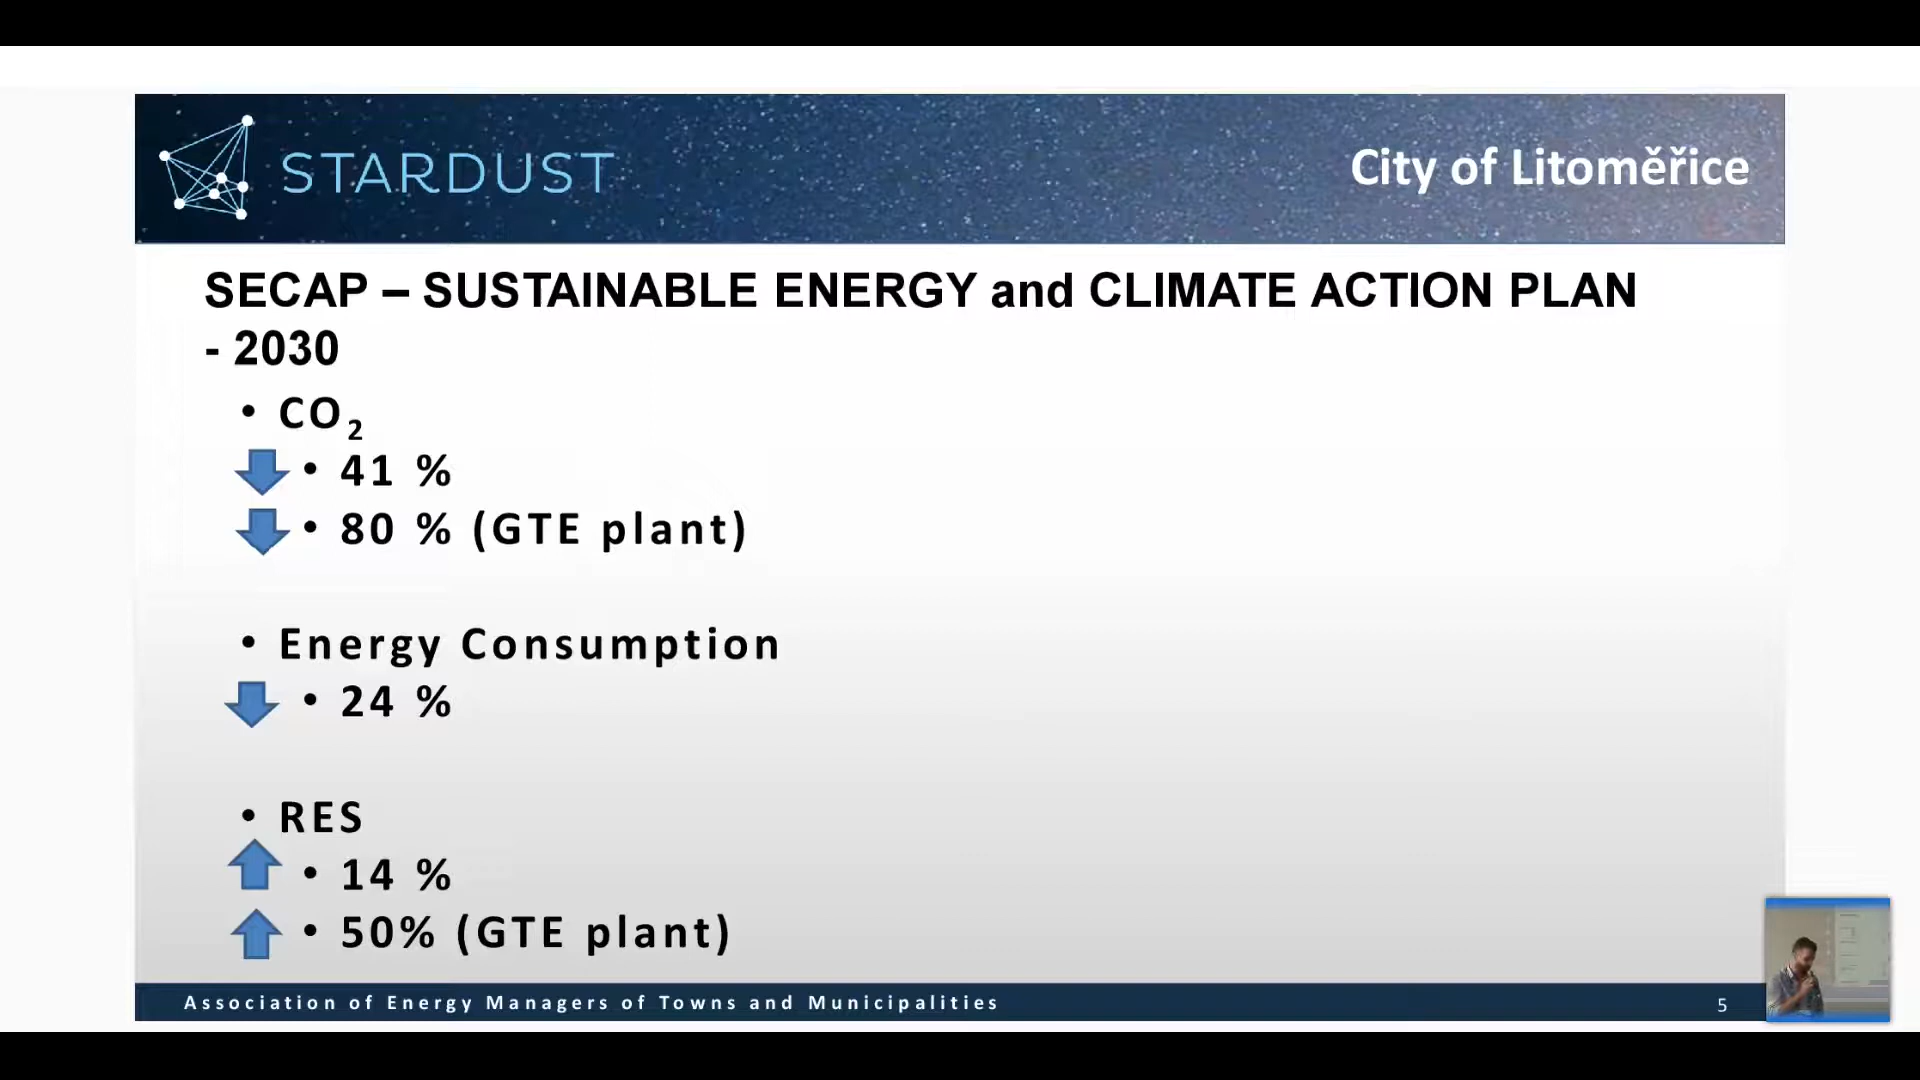 STARDUST
City of Litoměřice
SECAP – SUSTAINABLE ENERGY and CLIMATE ACTION PLAN
- 2030
• CO₂
• 41 %
• 80 % (GTE plant)
• Energy Consumption
• 24 %
• RES
• 14 %
• 50% (GTE plant)
Association of Energy Managers of Towns and Municipalities
5